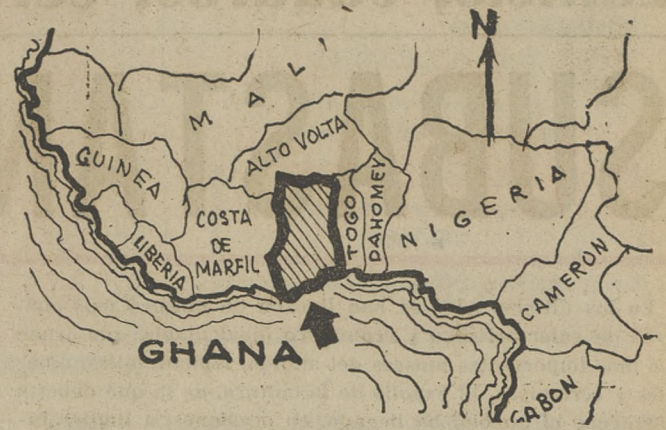 N
MALI
ALTO VOLTA
GUINEA
COSTA
DE
MARFIL
LIBERIA
TOGO
DAHOMEY
NIGERIA
CAMERON
GHANA
GABON